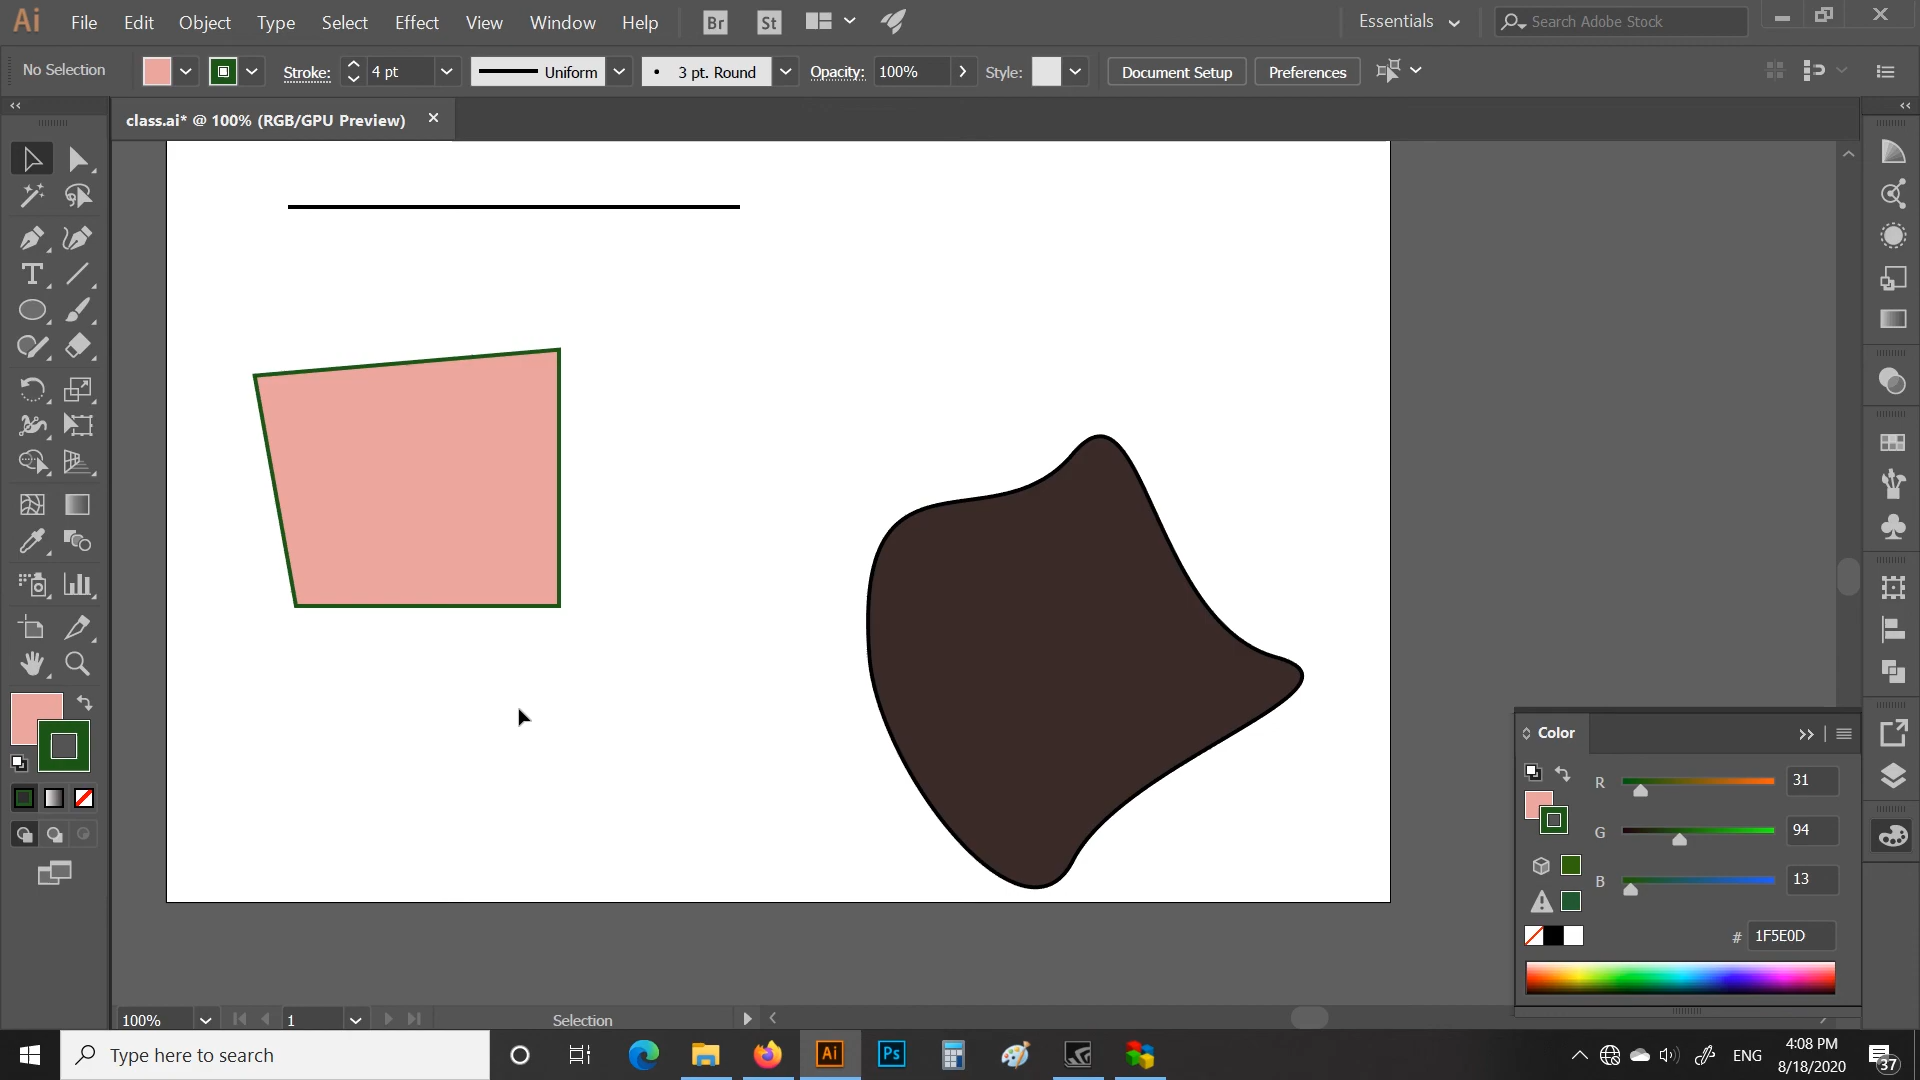 Ai File Edit Object Type Select Effect View Window Help Br St Essentials Search Adobe Stock
No Selection Stroke: 4 pt Uniform 3 pt. Round Opacity: 100% Style: Document Setup Preferences
class.ai* @ 100% (RGB/GPU Preview)
Color
R 31
G 94
B 13
# 1F5E0D
100% 1 Selection
Type here to search Ai Ps ENG 4:08 PM
8/18/2020 37